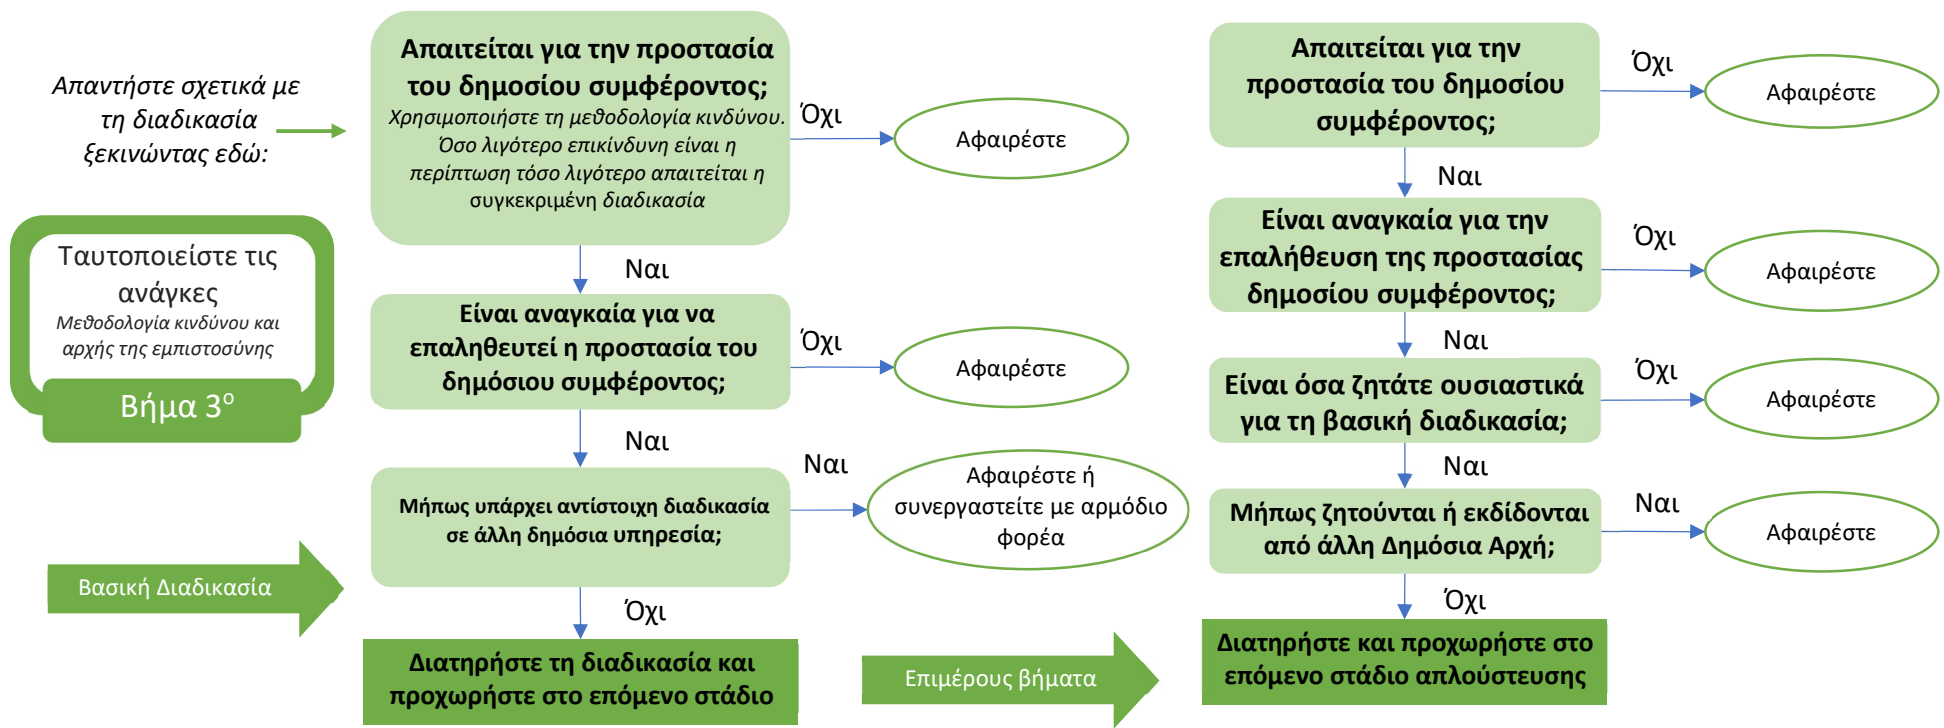 Απαντήστε σχετικά με
τη διαδικασία
ξεκινώντας εδώ:
Ταυτοποιείστε τις
ανάγκες
Μεθοδολογία κινδύνου και
αρχής της εμπιστοσύνης
Βήμα 3ο
Βασική Διαδικασία
Απαιτείται για την προστασία
του δημοσίου συμφέροντος;
Χρησιμοποιήστε τη μεθοδολογία κινδύνου.
Όσο λιγότερο επικίνδυνη είναι η
περίπτωση τόσο λιγότερο απαιτείται η
συγκεκριμένη διαδικασία
Όχι
Αφαιρέστε
Ναι
Είναι αναγκαία για να
επαληθευτεί η προστασία του
δημόσιου συμφέροντος;
Όχι
Αφαιρέστε
Ναι
Μήπως υπάρχει αντίστοιχη διαδικασία
σε άλλη δημόσια υπηρεσία;
Ναι
Αφαιρέστε ή
συνεργαστείτε με αρμόδιο
φορέα
Όχι
Διατηρήστε τη διαδικασία και
προχωρήστε στο επόμενο στάδιο
Επιμέρους βήματα
Απαιτείται για την
προστασία του δημοσίου
συμφέροντος;
Όχι
Αφαιρέστε
Ναι
Είναι αναγκαία για την
επαλήθευση της προστασίας
δημοσίου συμφέροντος;
Όχι
Αφαιρέστε
Ναι
Είναι όσα ζητάτε ουσιαστικά
για τη βασική διαδικασία;
Όχι
Αφαιρέστε
Ναι
Μήπως ζητούνται ή εκδίδονται
από άλλη Δημόσια Αρχή;
Ναι
Αφαιρέστε
Όχι
Διατηρήστε και προχωρήστε στο
επόμενο στάδιο απλούστευσης